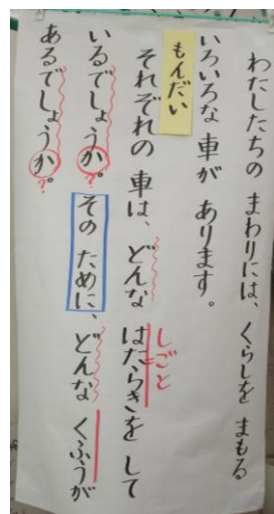 わたしたちの まわりには、くらしを まもる
いろいろな 車が あります。
もんだい
それぞれの 車は、どんな はたらきを して
しごと
いるでしょうか。
?
そのために、どんな くふうが
あるでしょうか。
?